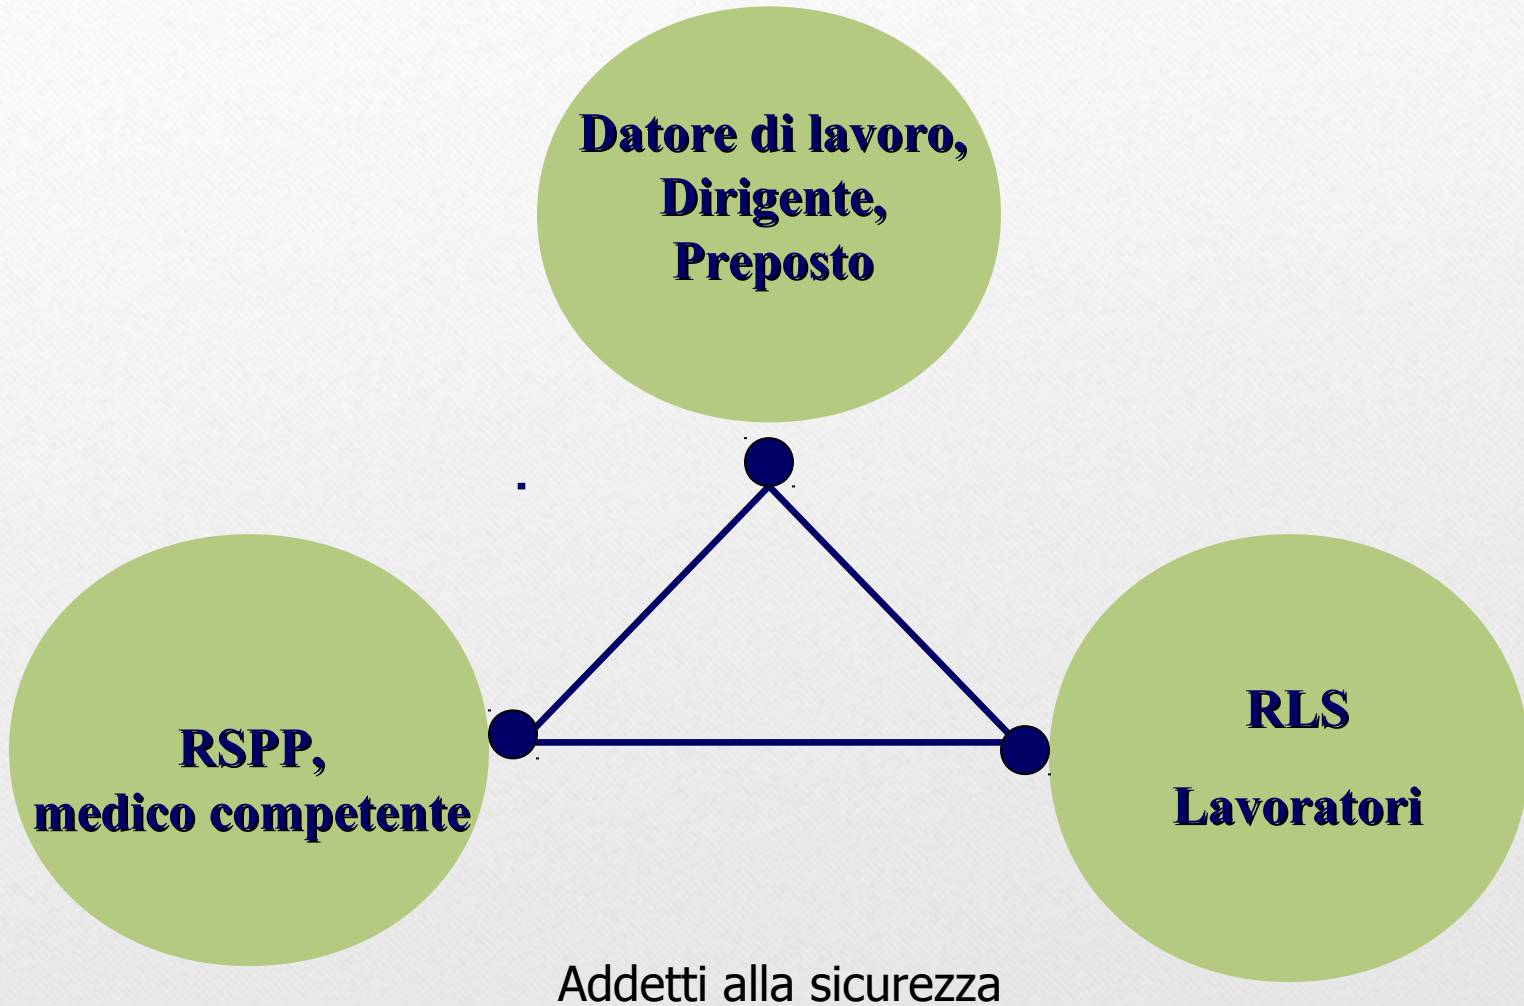 Datore di lavoro,
Dirigente,
Preposto
RSPP,
medico competente
RLS
Lavoratori
Addetti alla sicurezza